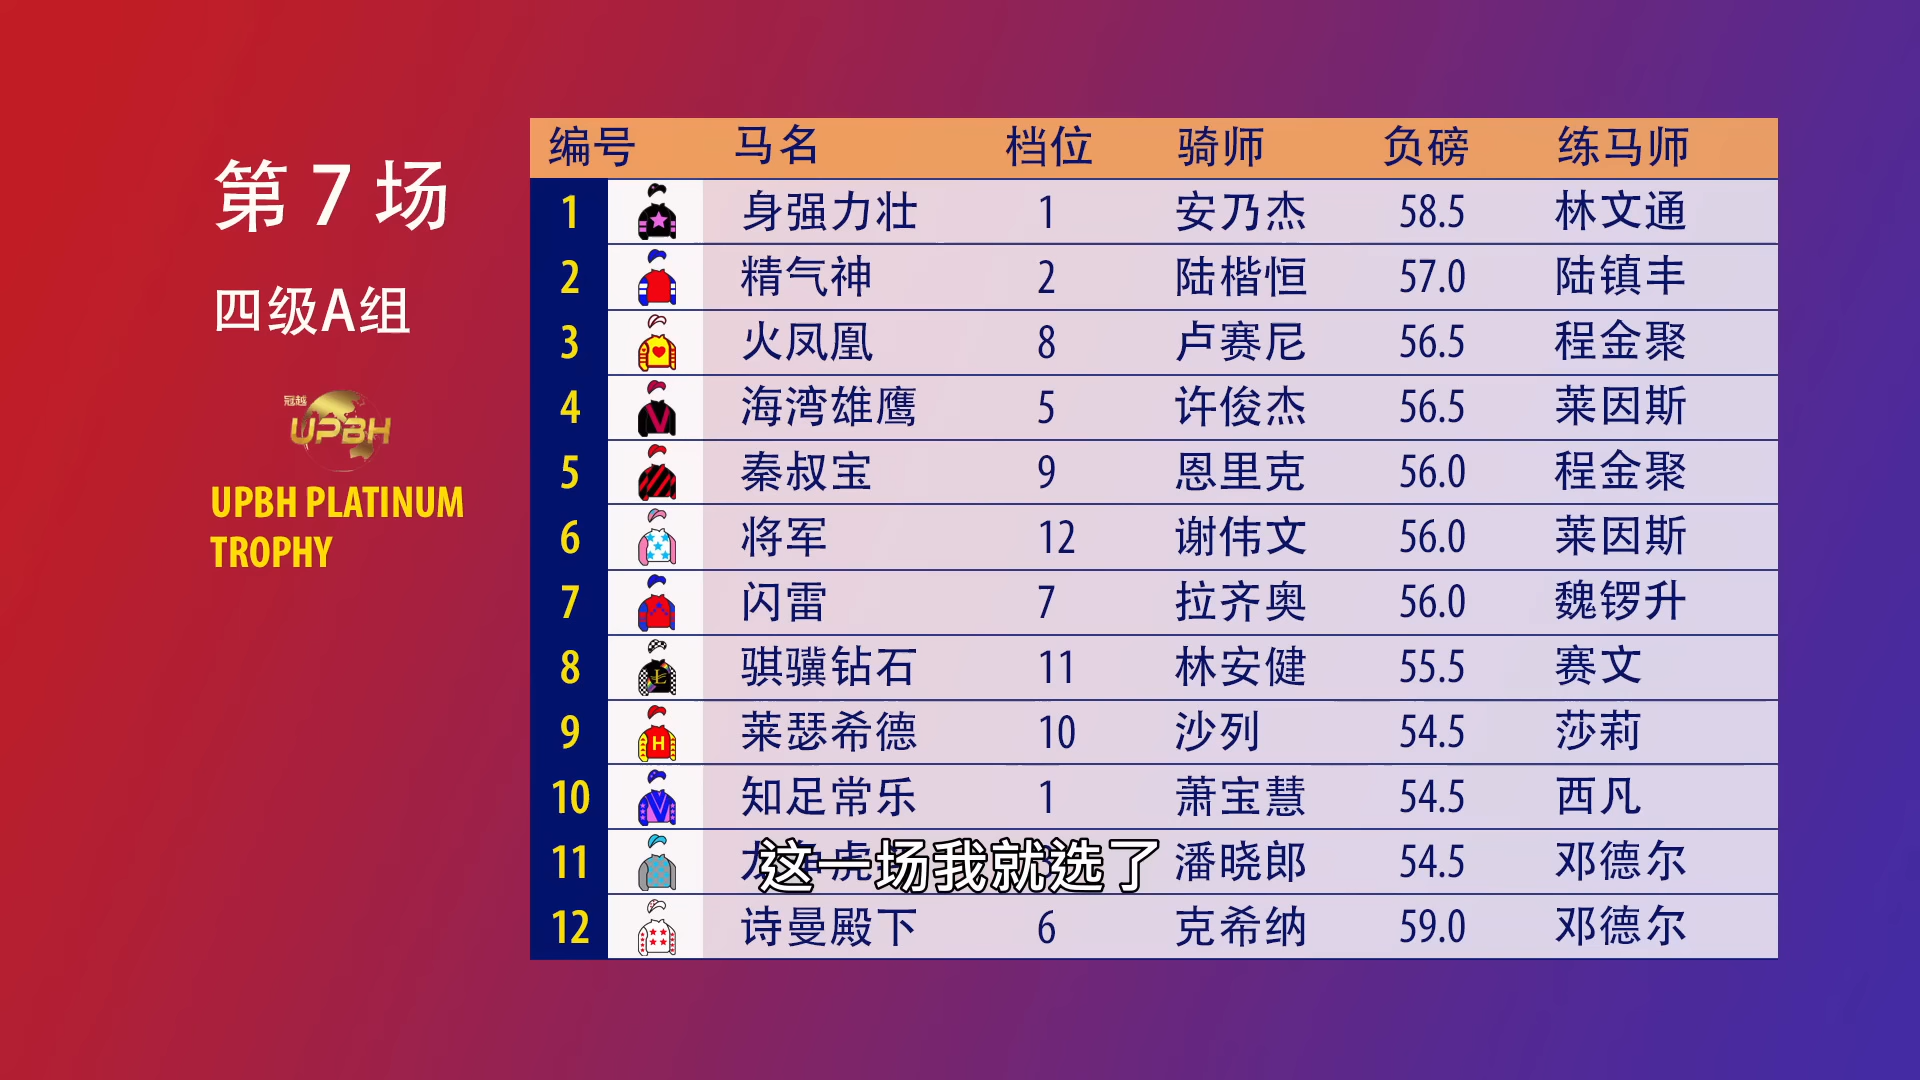 第 7 场
四级A组
冠越
UPBH
UPBH PLATINUM
TROPHY
编号 马名 档位 骑师 负磅 练马师
1 身强力壮 1 安乃杰 58.5 林文通
2 精气神 2 陆楷恒 57.0 陆镇丰
3 火凤凰 8 卢赛尼 56.5 程金聚
4 海湾雄鹰 5 许俊杰 56.5 莱因斯
5 秦叔宝 9 恩里克 56.0 程金聚
6 将军 12 谢伟文 56.0 莱因斯
7 闪雷 7 拉齐奥 56.0 魏锣升
8 骐骥钻石 11 林安健 55.5 赛文
H
9 莱瑟希德 10 沙列 54.5 莎莉
10 知足常乐 1 萧宝慧 54.5 西凡
11 潘晓郎 54.5 邓德尔
这一场我就选了
12 诗曼殿下 6 克希纳 59.0 邓德尔